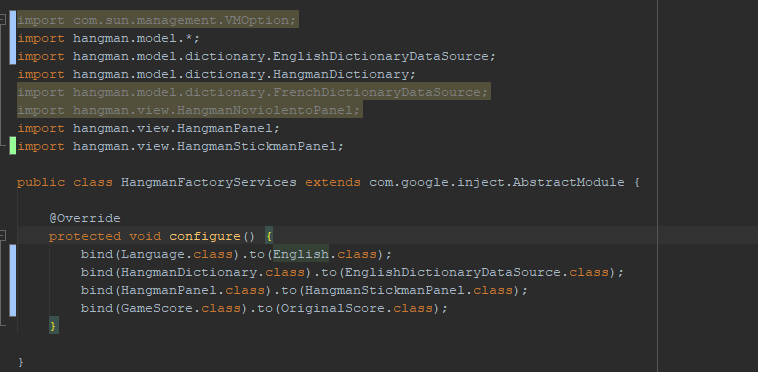 import com.sun.management.VMOption;
import hangman.model.*;
import hangman.model.dictionary.EnglishDictionaryDataSource;
import hangman.model.dictionary.HangmanDictionary;
import hangman.model.dictionary.FrenchDictionaryDataSource;
import hangman.view.HangmanNoviolentoPanel;
import hangman.view.HangmanPanel;
import hangman.view.HangmanStickmanPanel;
public class HangmanFactoryServices extends com.google.inject.AbstractModule {
@Override
protected void configure() {
bind(Language.class).to(English.class);
bind(HangmanDictionary.class).to(EnglishDictionaryDataSource.class);
bind(HangmanPanel.class).to(HangmanStickmanPanel.class);
bind(GameScore.class).to(OriginalScore.class);
}
}